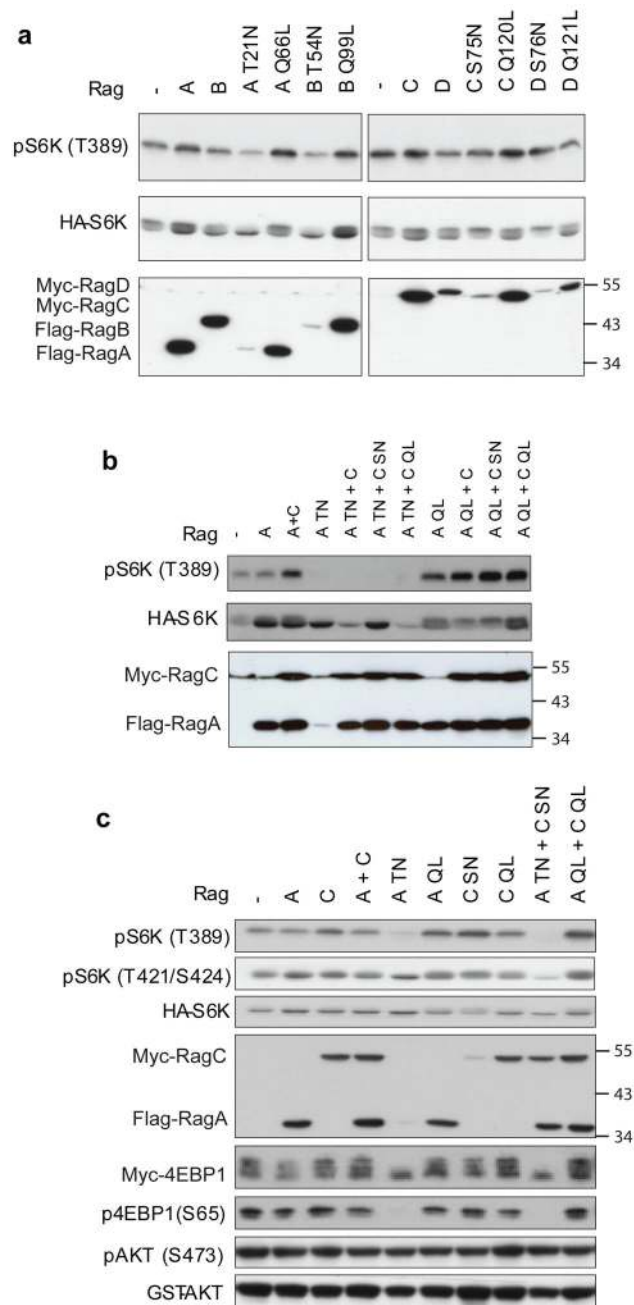 a
Rag - A B A T21N A Q66L B T54N B Q99L - C D C S75N C Q120L D S76N D Q121L
pS6K (T389)
HA-S6K
Myc-RagD
55
Myc-RagC
Flag-RagB
43
Flag-RagA
34
b
Rag - A A+C A TN A TN + C A TN + C SN A TN + C QL A QL A QL + C A QL + C SN A QL + C QL
pS6K (T389)
HA-S6K
Myc-RagC
55
43
Flag-RagA
34
c
Rag - A C A + C A TN A QL C SN C QL A TN + C SN A QL + C QL
pS6K (T389)
pS6K (T421/S424)
HA-S6K
Myc-RagC
55
43
Flag-RagA
34
Myc-4EBP1
p4EBP1(S65)
pAKT (S473)
GSTAKT